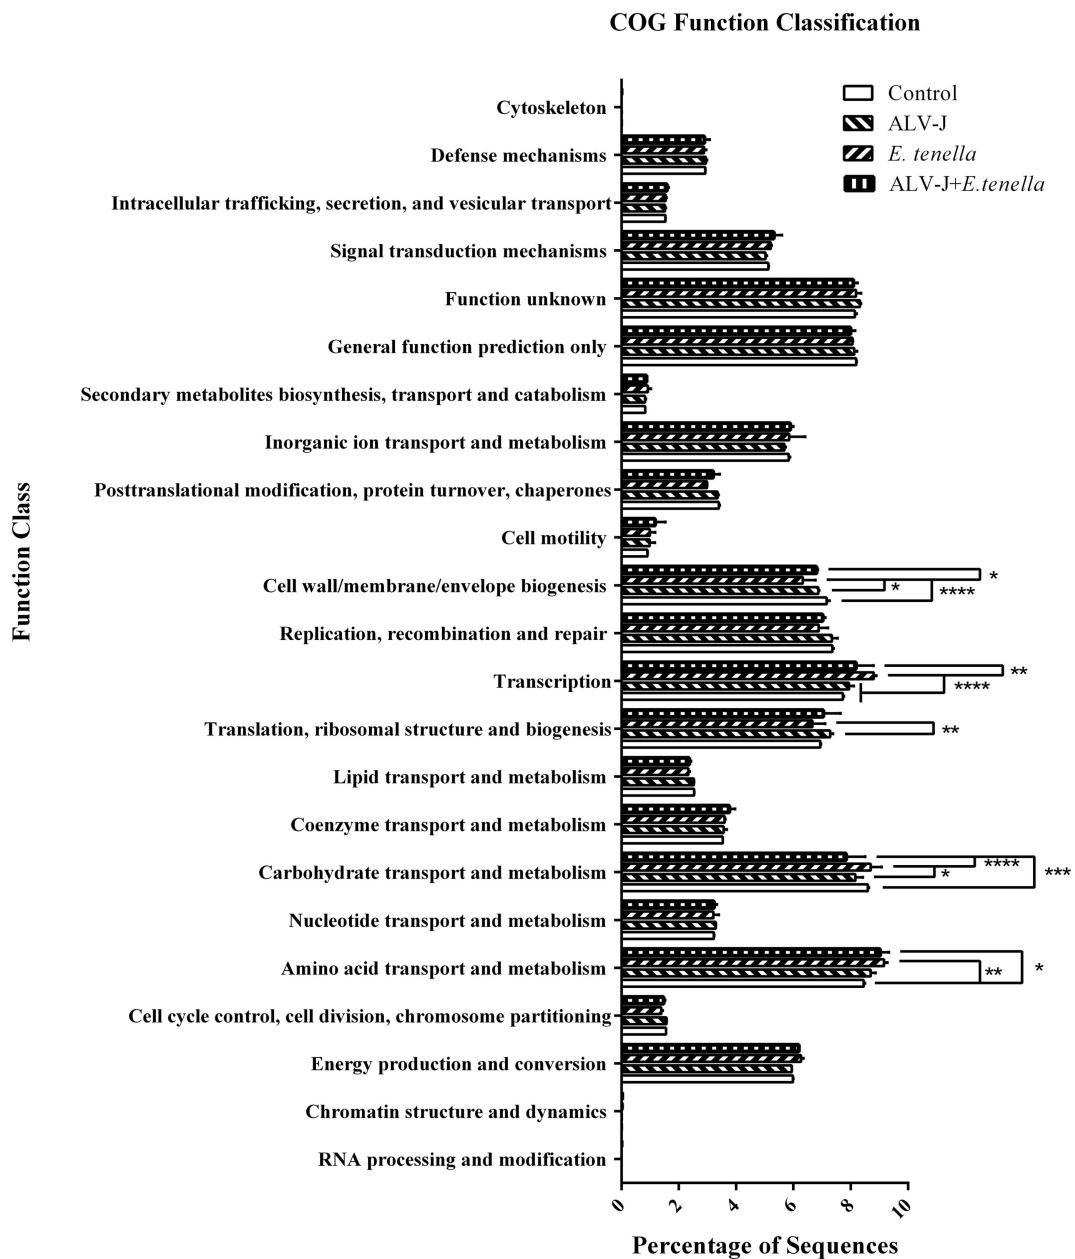 COG Function Classification
Control
ALV-J
E. tenella
ALV-J+E.tenella
Function Class
Cytoskeleton
Defense mechanisms
Intracellular trafficking, secretion, and vesicular transport
Signal transduction mechanisms
Function unknown
General function prediction only
Secondary metabolites biosynthesis, transport and catabolism
Inorganic ion transport and metabolism
Posttranslational modification, protein turnover, chaperones
Cell motility
Cell wall/membrane/envelope biogenesis
*
*
****
Replication, recombination and repair
Transcription
**
****
Translation, ribosomal structure and biogenesis
**
Lipid transport and metabolism
Coenzyme transport and metabolism
Carbohydrate transport and metabolism
****
*
***
Nucleotide transport and metabolism
Amino acid transport and metabolism
**
*
Cell cycle control, cell division, chromosome partitioning
Energy production and conversion
Chromatin structure and dynamics
RNA processing and modification
0 2 4 6 8 10
Percentage of Sequences